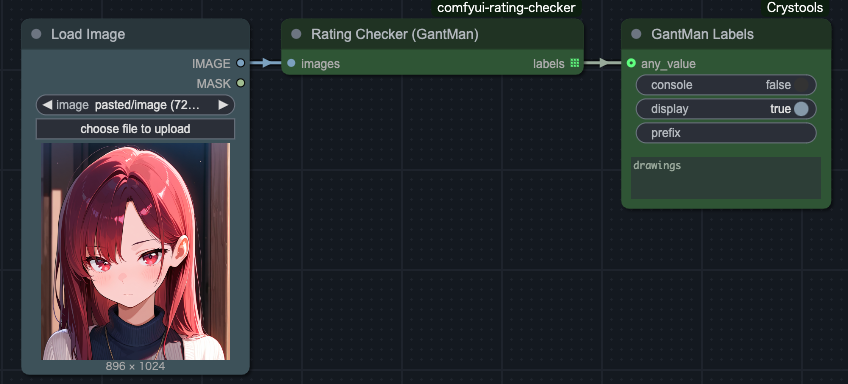 comfyui-rating-checker
Crystools
Load Image
Rating Checker (GantMan)
GantMan Labels
IMAGE
images
labels
any_value
MASK
console false
image pasted/image (72...
display true
choose file to upload
prefix
drawings
896 × 1024